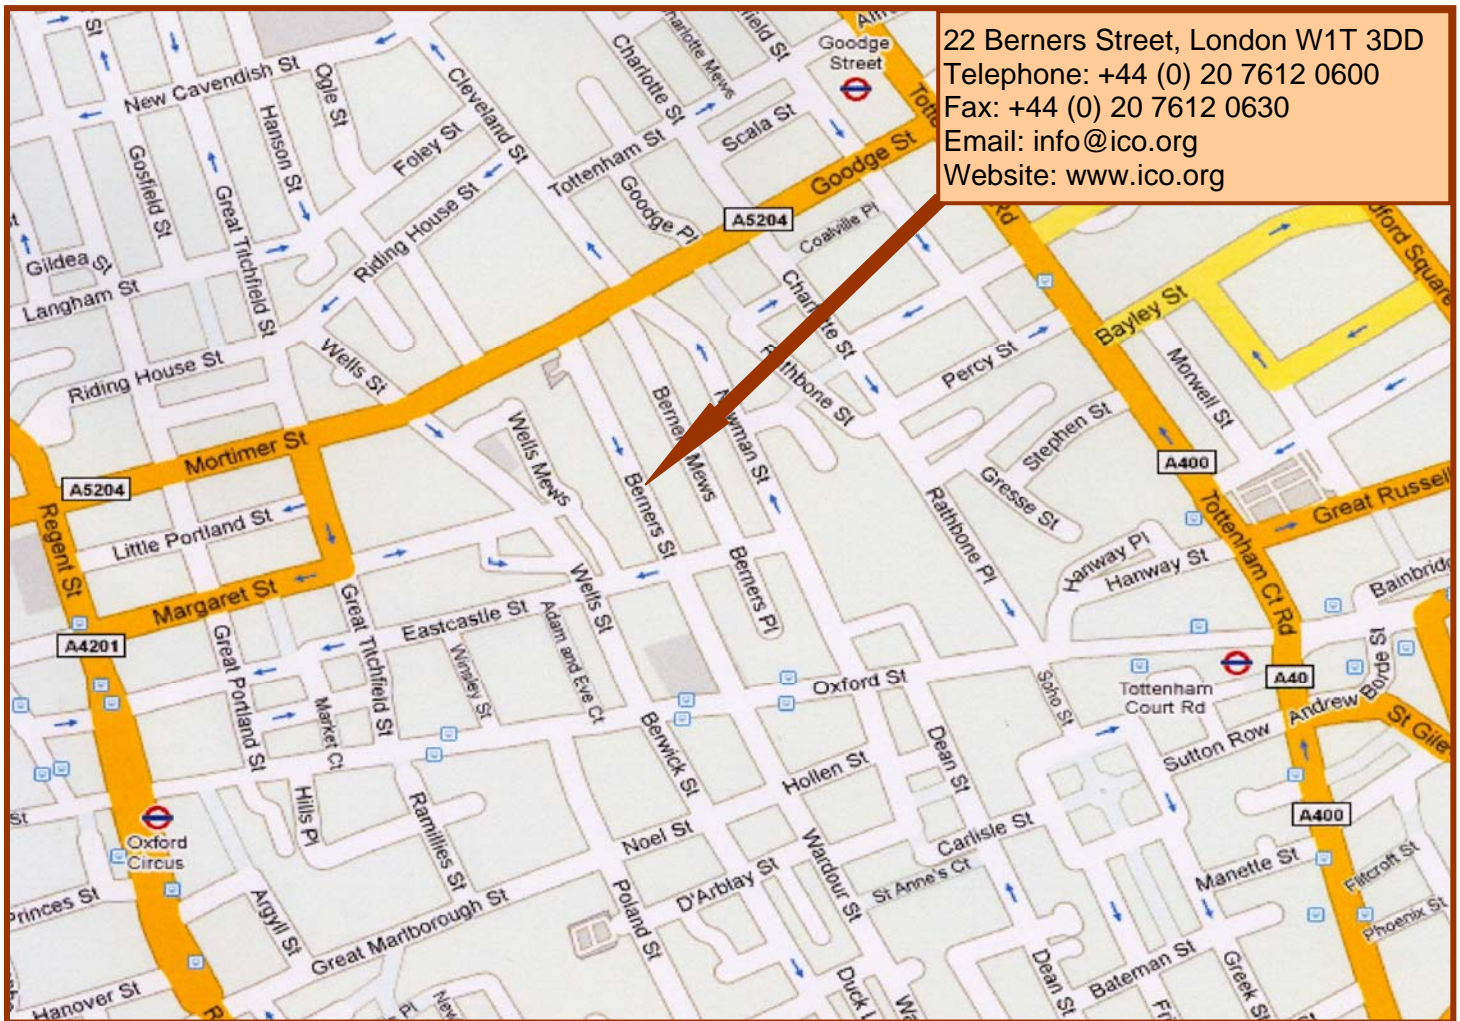 22 Berners Street, London W1T 3DD
Telephone: +44 (0) 20 7612 0600
Fax: +44 (0) 20 7612 0630
Email: info@ico.org
Website: www.ico.org
Goodge
Street
Charlotte St
Cleveland St
New Cavendish St
Ogle St
Hanson St
Foley St
Scala St
Tottenham St
Goodge St
Gosfield St
Great Titchfield St
Riding House St
Goodge Pl
A5204
Coalville Pl
Rd
Gildea St
Langham St
Charlotte St
Bayley St
Riding House St
Wells St
Percy St
Rathbone St
Morwell St
Berners Mews
Newman St
Stephen St
Mortimer St
Wells Mews
A400
A5204
Berners St
Gresse St
Great Russell
Regent St
Little Portland St
Rathbone Pl
Tottenham Ct Rd
Hanway Pl
Hanway St
Margaret St
Great Titchfield St
Eastcastle St
Wells St
Berners Pl
A4201
Great Portland St
Winsley St
Adam and Eve Ct
Oxford St
Soho St
Tottenham
Court Rd
A40
Andrew Borde St
Market Ct
Berwick St
Dean St
Sutton Row
Hollen St
Hills Pl
Ramillies St
A400
Oxford
Circus
Noel St
Wardour St
Carlisle St
Princes St
Argyll St
D'Arblay St
St Anne's Ct
Manette St
Flitcroft St
Great Marlborough St
Poland St
Phoenix St
Hanover St
Dean St
Bateman St
Greek St